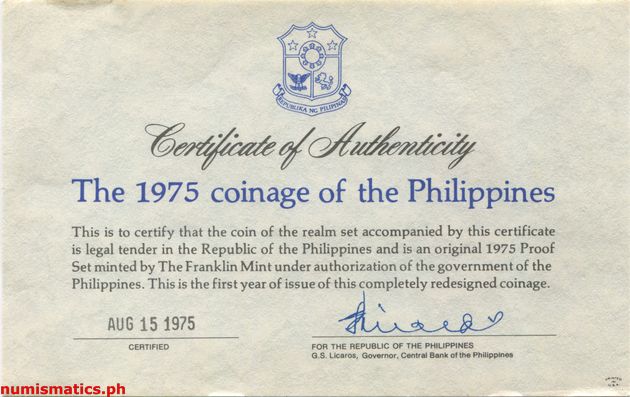 REPUBLIKA NG PILIPINAS
Certificate of Authenticity
The 1975 coinage of the Philippines
This is to certify that the coin of the realm set accompanied by this certificate
is legal tender in the Republic of the Philippines and is an original 1975 Proof
Set minted by The Franklin Mint under authorization of the government of the
Philippines. This is the first year of issue of this completely redesigned coinage.
AUG 15 1975
CERTIFIED
FOR THE REPUBLIC OF THE PHILIPPINES
G.S. Licaros, Governor, Central Bank of the Philippines
numismatics.ph